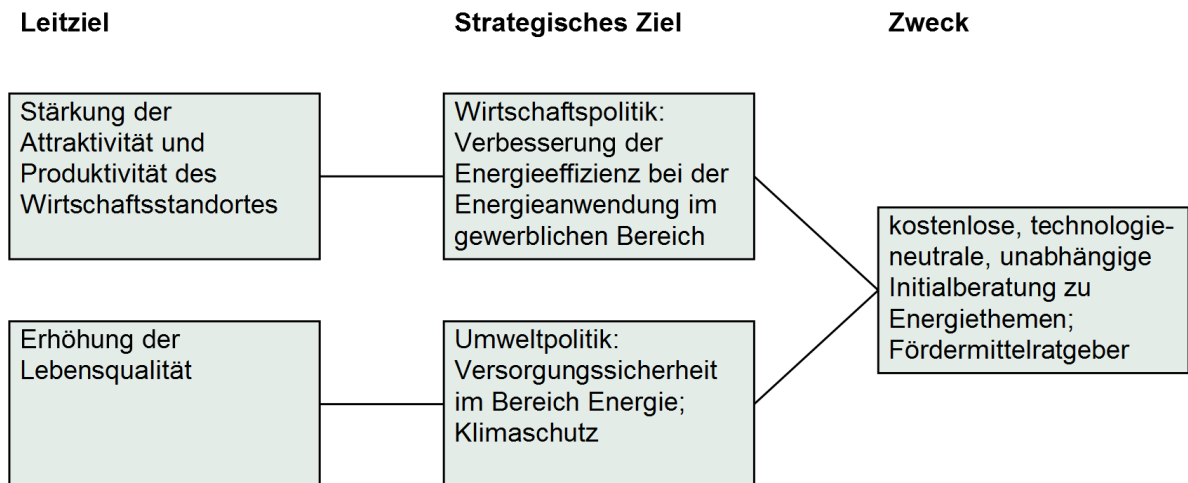 Leitziel
Strategisches Ziel
Zweck
Stärkung der
Attraktivität und
Produktivität des
Wirtschaftsstandortes
Wirtschaftspolitik:
Verbesserung der
Energieeffizienz bei der
Energieanwendung im
gewerblichen Bereich
Erhöhung der
Lebensqualität
Umweltpolitik:
Versorgungssicherheit
im Bereich Energie;
Klimaschutz
kostenlose, technologie-
neutrale, unabhängige
Initialberatung zu
Energiethemen;
Fördermittelratgeber